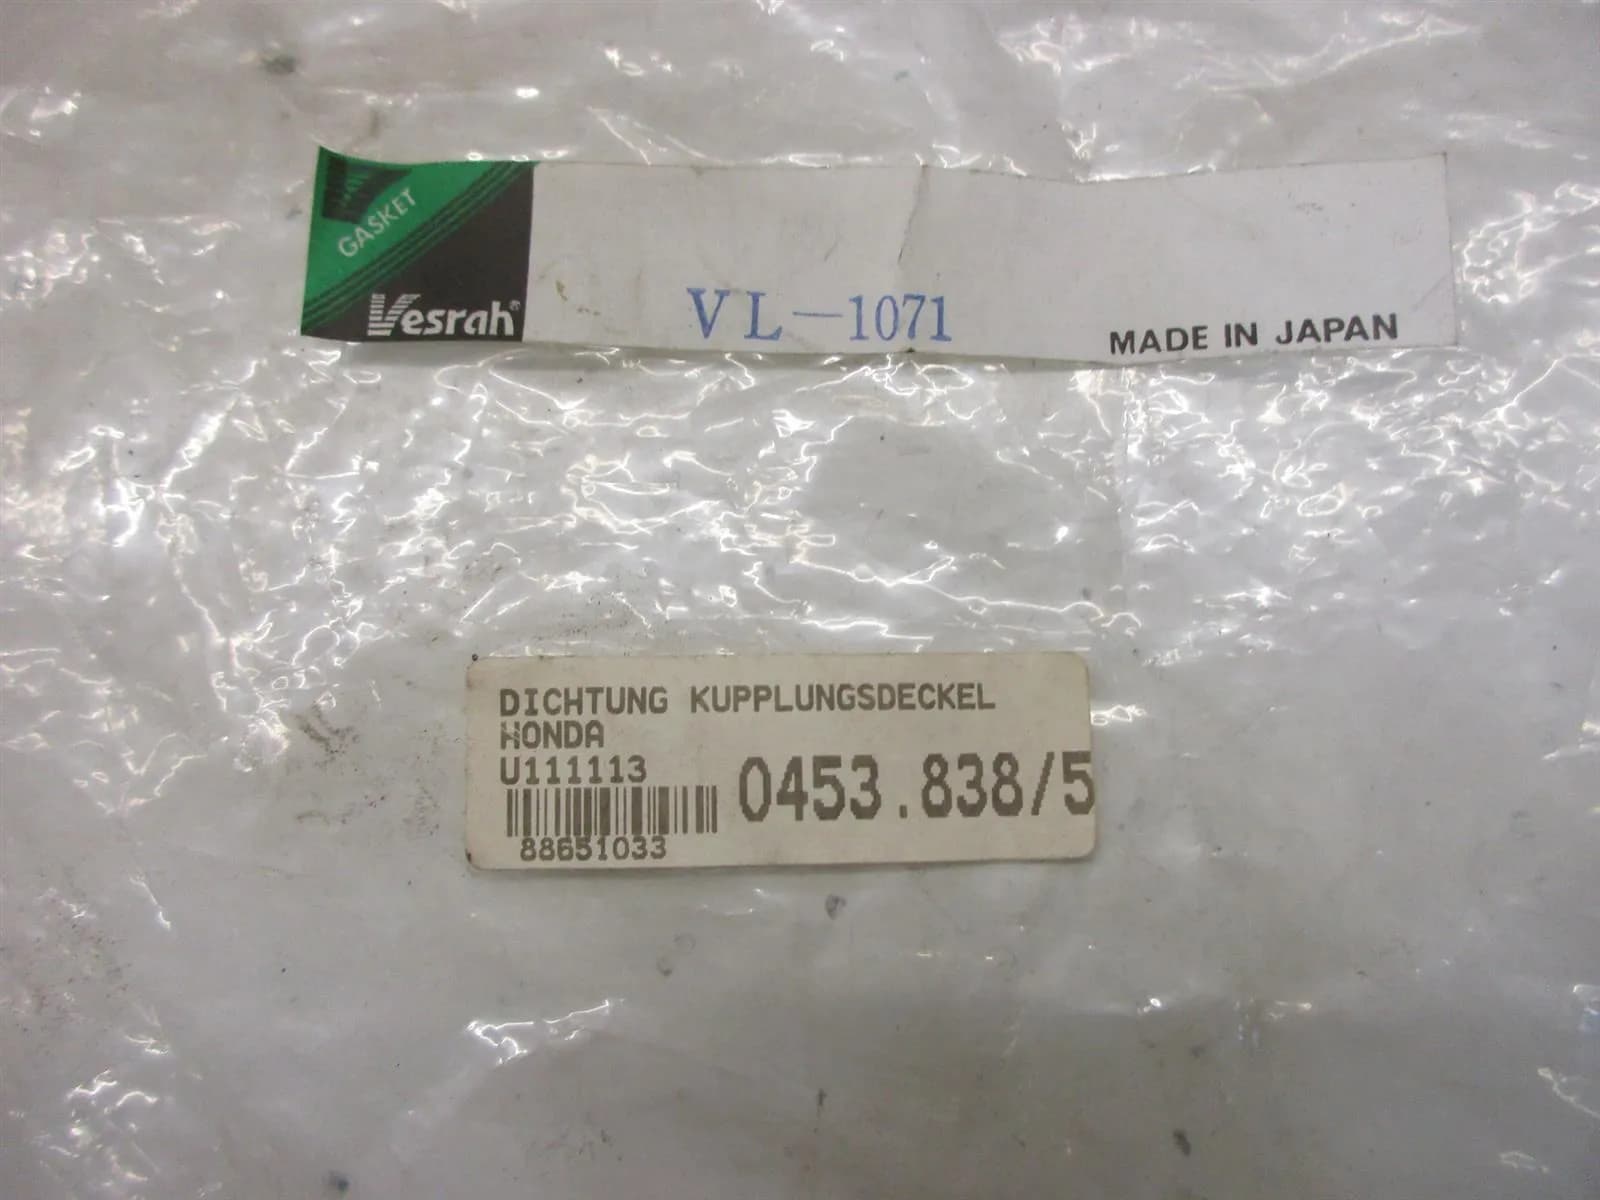 GASKET
Vesrah®
VL-1071
MADE IN JAPAN
DICHTUNG KUPPLUNGSDECKEL
HONDA
U111113
0453.838/5
88651033